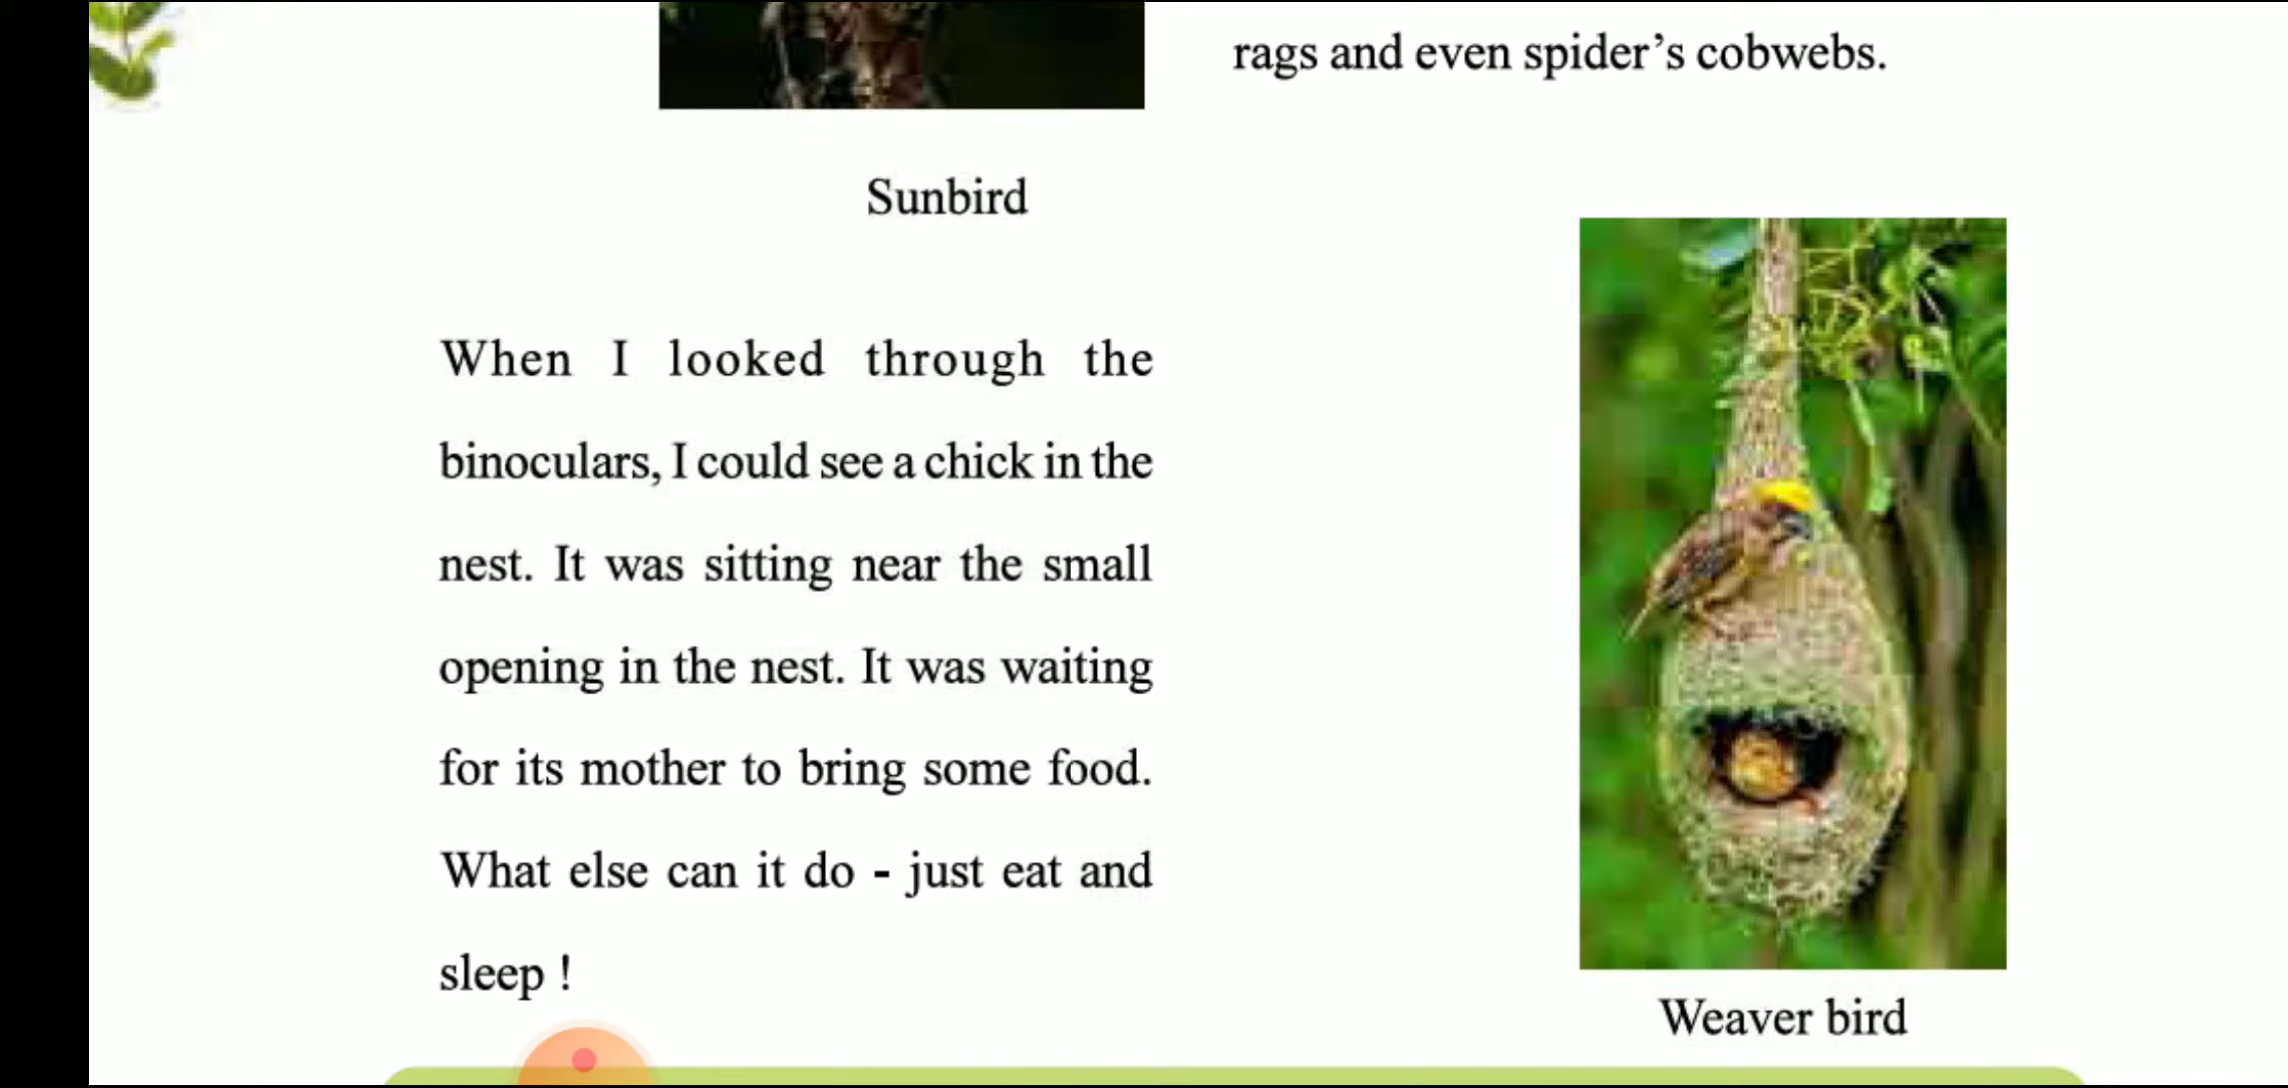 rags and even spider’s cobwebs.
Sunbird
When I looked through the
binoculars, I could see a chick in the
nest. It was sitting near the small
opening in the nest. It was waiting
for its mother to bring some food.
What else can it do - just eat and
sleep !
Weaver bird